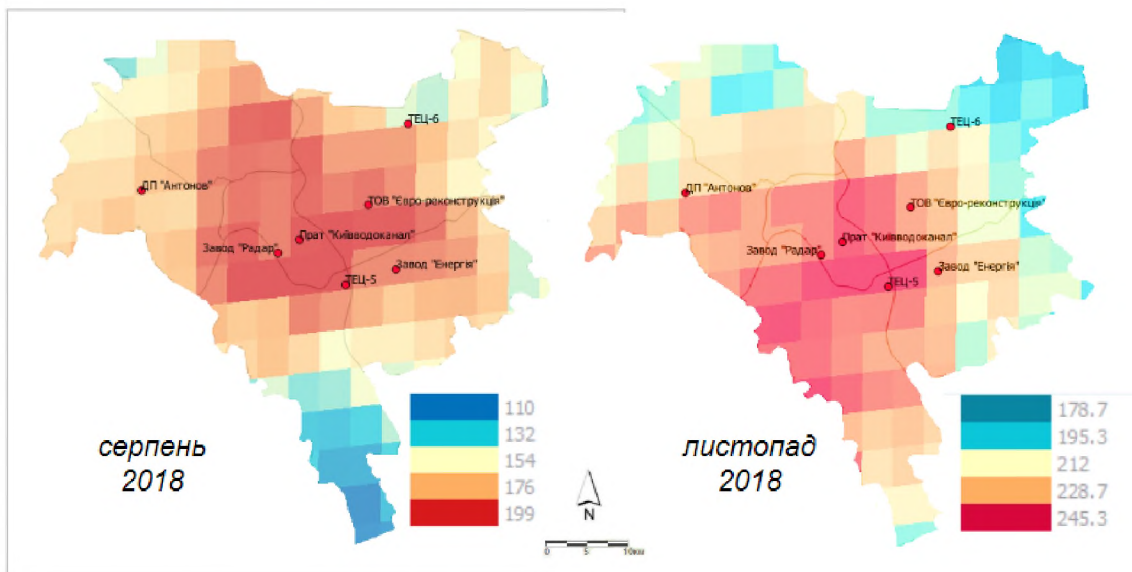 ТЕЦ-6
ДП "Антонов"
ТОВ "Євро-реконструкція"
Прат "Київводоканал"
Завод "Радар"
Завод "Енергія"
ТЕЦ-5
серпень
2018
110
132
154
176
199
N
0 5 10км
ТЕЦ-6
ДП "Антонов"
ТОВ "Євро-реконструкція"
Прат "Київводоканал"
Завод "Радар"
Завод "Енергія"
ТЕЦ-5
листопад
2018
178.7
195.3
212
228.7
245.3